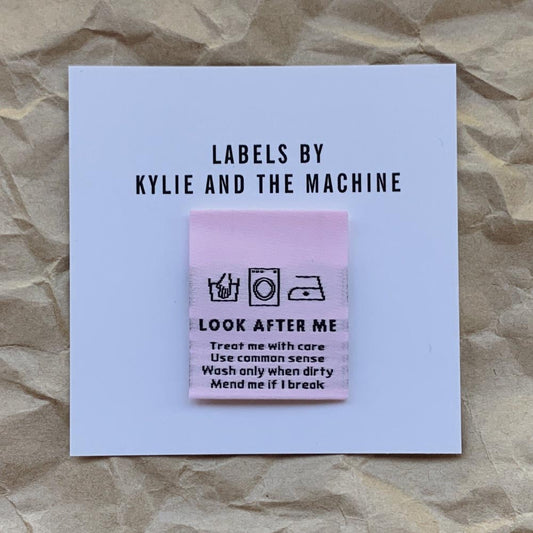 LABELS BY
KYLIE AND THE MACHINE
LOOK AFTER ME
Treat me with care
Use common sense
Wash only when dirty
Mend me if I break